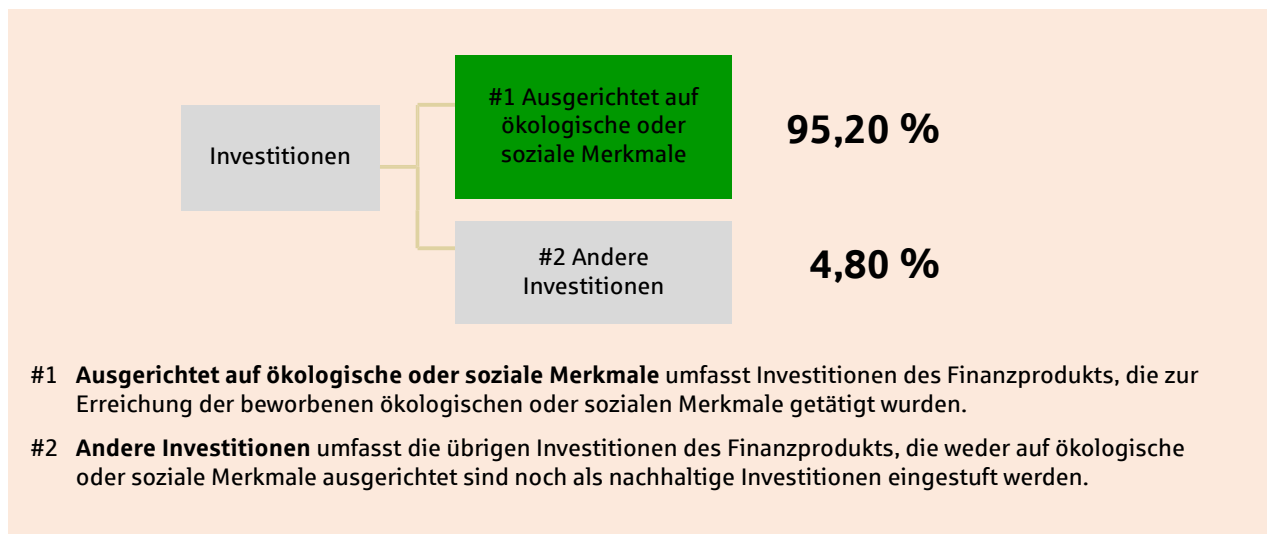 Investitionen
#1 Ausgerichtet auf
ökologische oder
soziale Merkmale
95,20 %
#2 Andere
Investitionen
4,80 %
#1 Ausgerichtet auf ökologische oder soziale Merkmale umfasst Investitionen des Finanzprodukts, die zur
Erreichung der beworbenen ökologischen oder sozialen Merkmale getätigt wurden.
#2 Andere Investitionen umfasst die übrigen Investitionen des Finanzprodukts, die weder auf ökologische
oder soziale Merkmale ausgerichtet sind noch als nachhaltige Investitionen eingestuft werden.